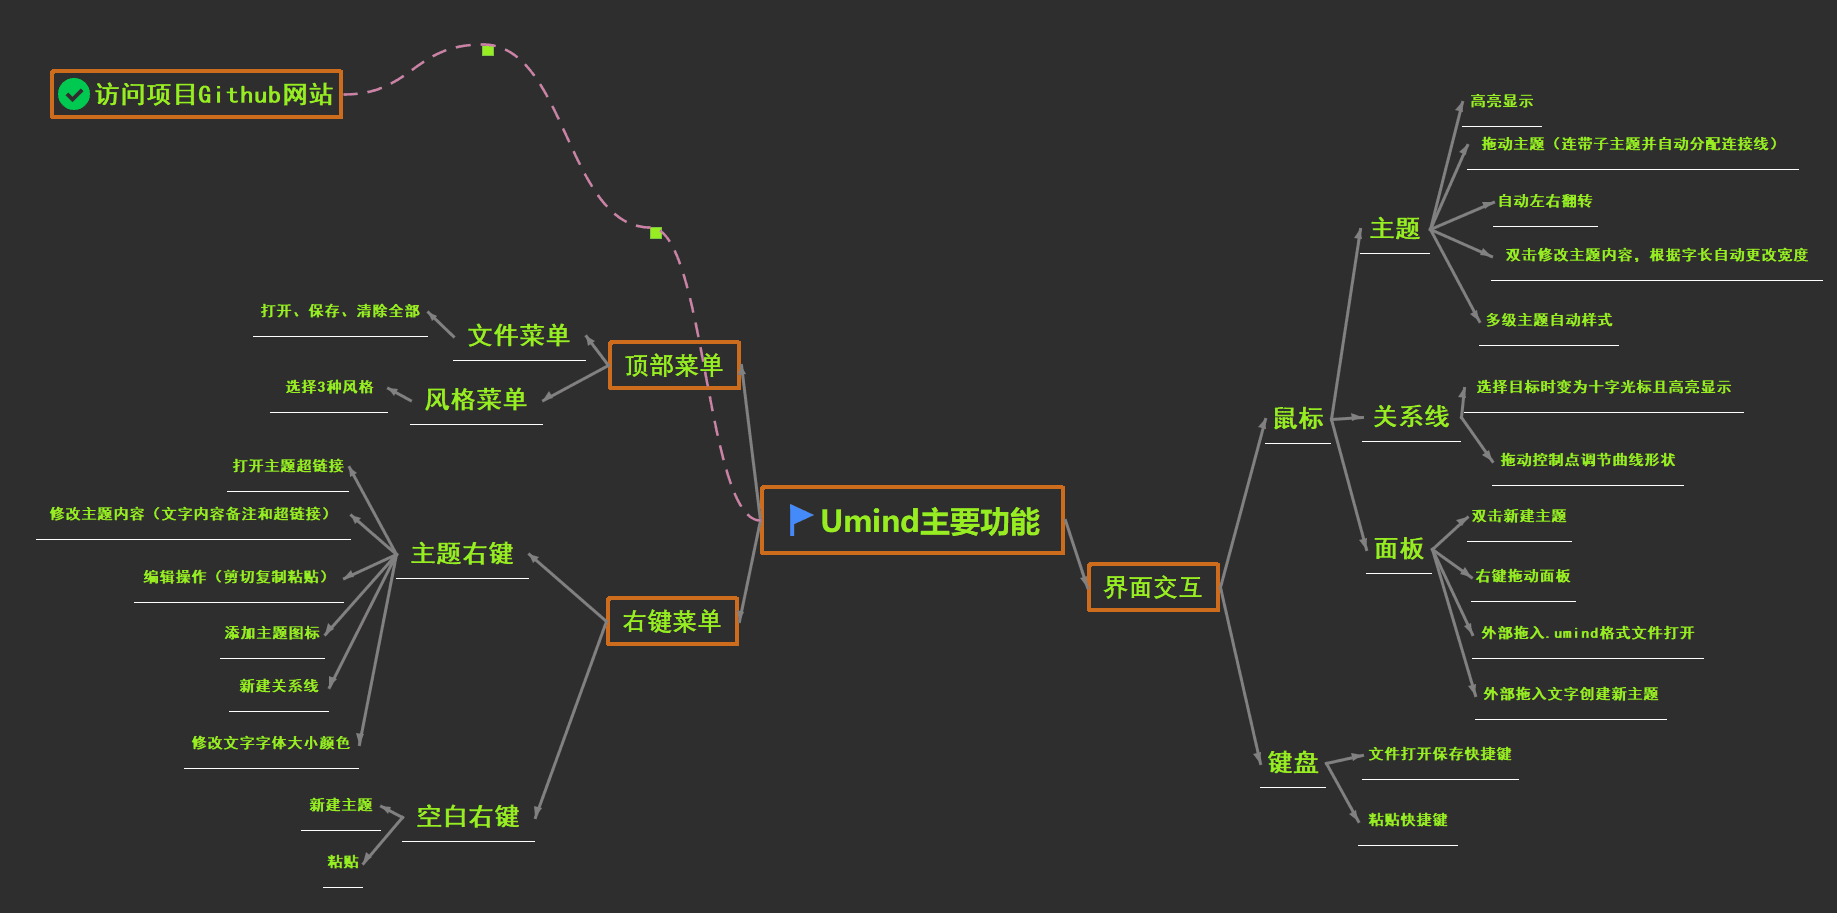 访问项目Github网站
Umind主要功能
顶部菜单
文件菜单
打开、保存、清除全部
风格菜单
选择3种风格
右键菜单
主题右键
打开主题超链接
修改主题内容（文字内容备注和超链接）
编辑操作（剪切复制粘贴）
添加主题图标
新建关系线
修改文字字体大小颜色
空白右键
新建主题
粘贴
界面交互
鼠标
主题
高亮显示
拖动主题（连带子主题并自动分配连接线）
自动左右翻转
双击修改主题内容，根据字长自动更改宽度
多级主题自动样式
关系线
选择目标时变为十字光标且高亮显示
拖动控制点调节曲线形状
面板
双击新建主题
右键拖动面板
外部拖入.umind格式文件打开
外部拖入文字创建新主题
键盘
文件打开保存快捷键
粘贴快捷键